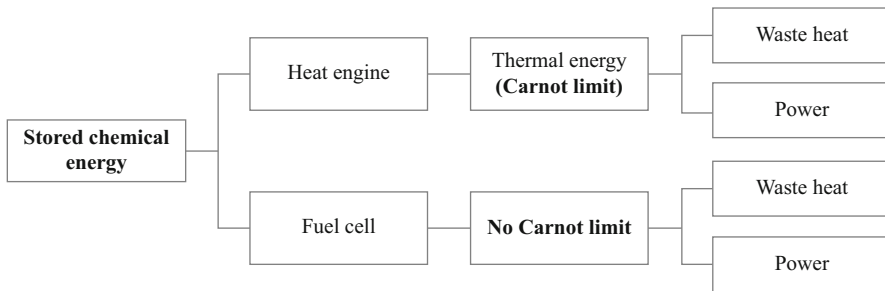 Stored chemical
energy
Heat engine
Thermal energy
(Carnot limit)
Waste heat
Power
Fuel cell
No Carnot limit
Waste heat
Power